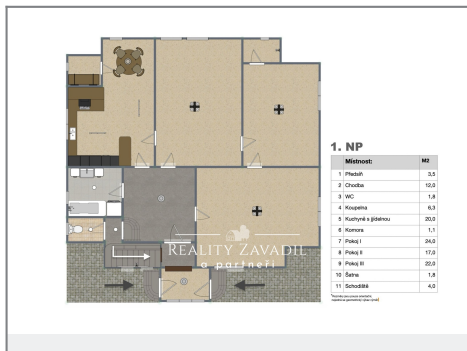 1. NP
Místnost: M2
1 Předsíň 3,5
2 Chodba 12,0
3 WC 1,8
4 Koupelna 6,3
5 Kuchyně s jídelnou 20,0
6 Komora 1,1
7 Pokoj I 24,0
8 Pokoj II 17,0
9 Pokoj III 22,0
10 Šatna 1,8
11 Schodiště 4,0
REALITY ZAVADIL
a partneři